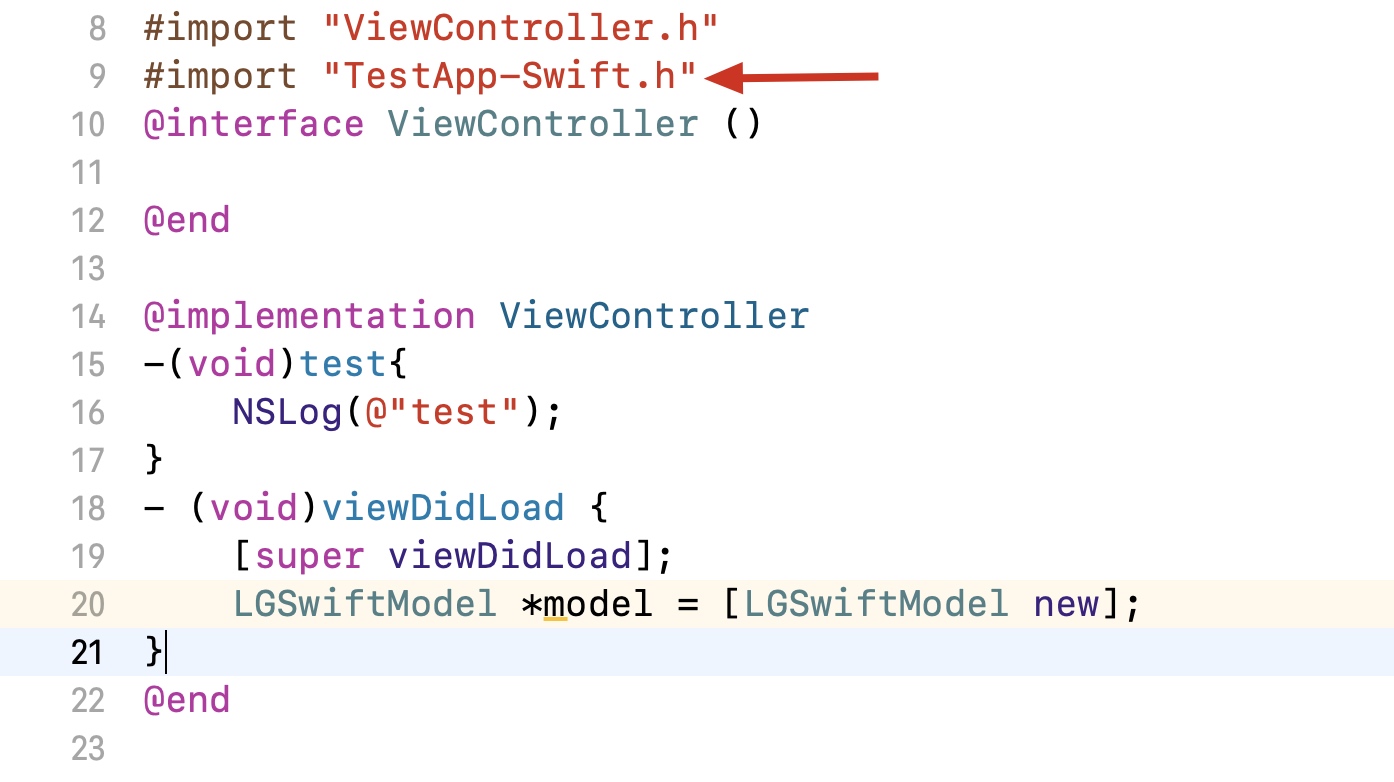 8 #import "ViewController.h"
9 #import "TestApp-Swift.h"
10 @interface ViewController ()
11
12 @end
13
14 @implementation ViewController
15 -(void)test{
16     NSLog(@"test");
17 }
18 - (void)viewDidLoad {
19     [super viewDidLoad];
20     LGSwiftModel *model = [LGSwiftModel new];
21 }
22 @end
23